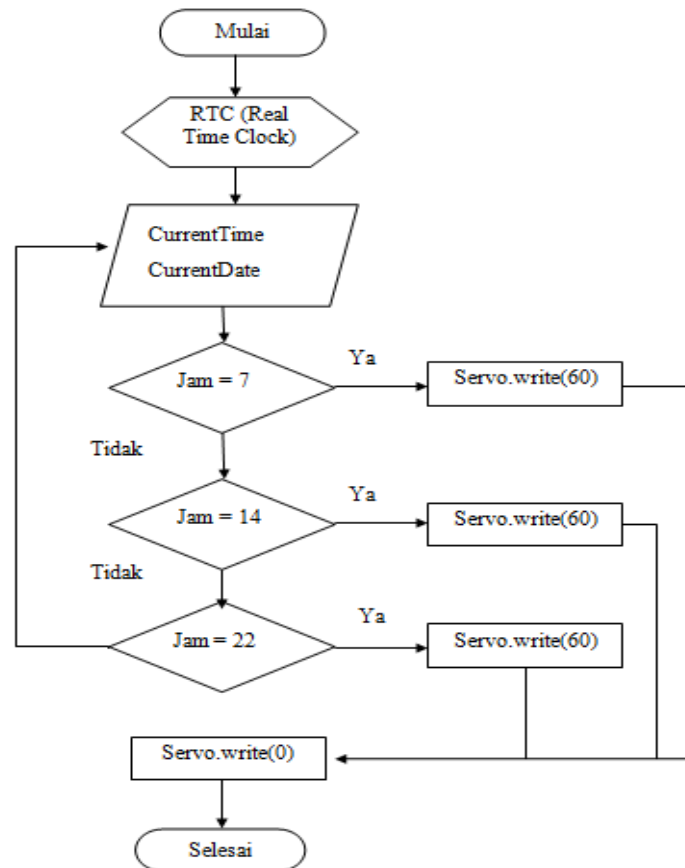 Mulai
RTC (Real
Time Clock)
CurrentTime
CurrentDate
Jam = 7
Ya
Servo.write(60)
Tidak
Jam = 14
Ya
Servo.write(60)
Tidak
Jam = 22
Ya
Servo.write(60)
Servo.write(0)
Selesai